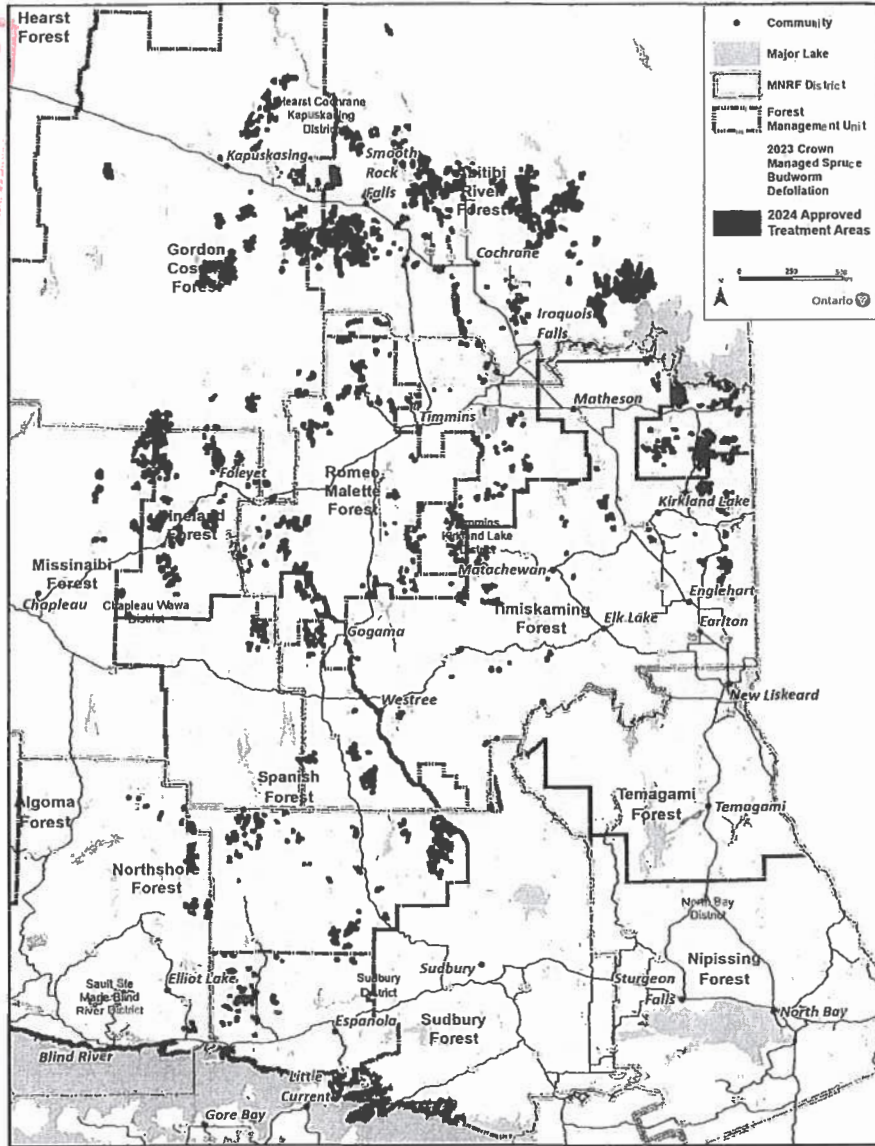 Hearst
Forest
Community
Major Lake
MNRF District
Forest
Management Unit
2023 Crown
Managed Spruce
Budworm
Defoliation
2024 Approved
Treatment Areas
0 250
Ontario
Hearst Cochrane
Kapuskasing
District
Kapuskasing
Smooth
Rock
Falls
Abitibi
River
Forest
Gordon
Forest
Cochrane
Iroquois
Falls
Matheson
Timmins
Foleyet
Romeo
Malette
Forest
Kirkland Lake
Pineland
Forest
Timmins
Kirkland Lake
District
Missinaibi
Forest
Matachewan
Chapleau
Chapleau Wawa
District
Englehart
Timiskaming
Forest
Elk Lake
Earlton
Gogama
New Liskeard
Westree
Spanish
Forest
Algoma
Forest
Temagami
Forest
Temagami
Northshore
Forest
North Bay
District
Nipissing
Forest
Sault Ste
Marie Blind
River District
Elliot Lake
Sudbury
District
Sudbury
Sturgeon
Falls
North Bay
Espanola
Sudbury
Forest
Blind River
Little
Current
Gore Bay